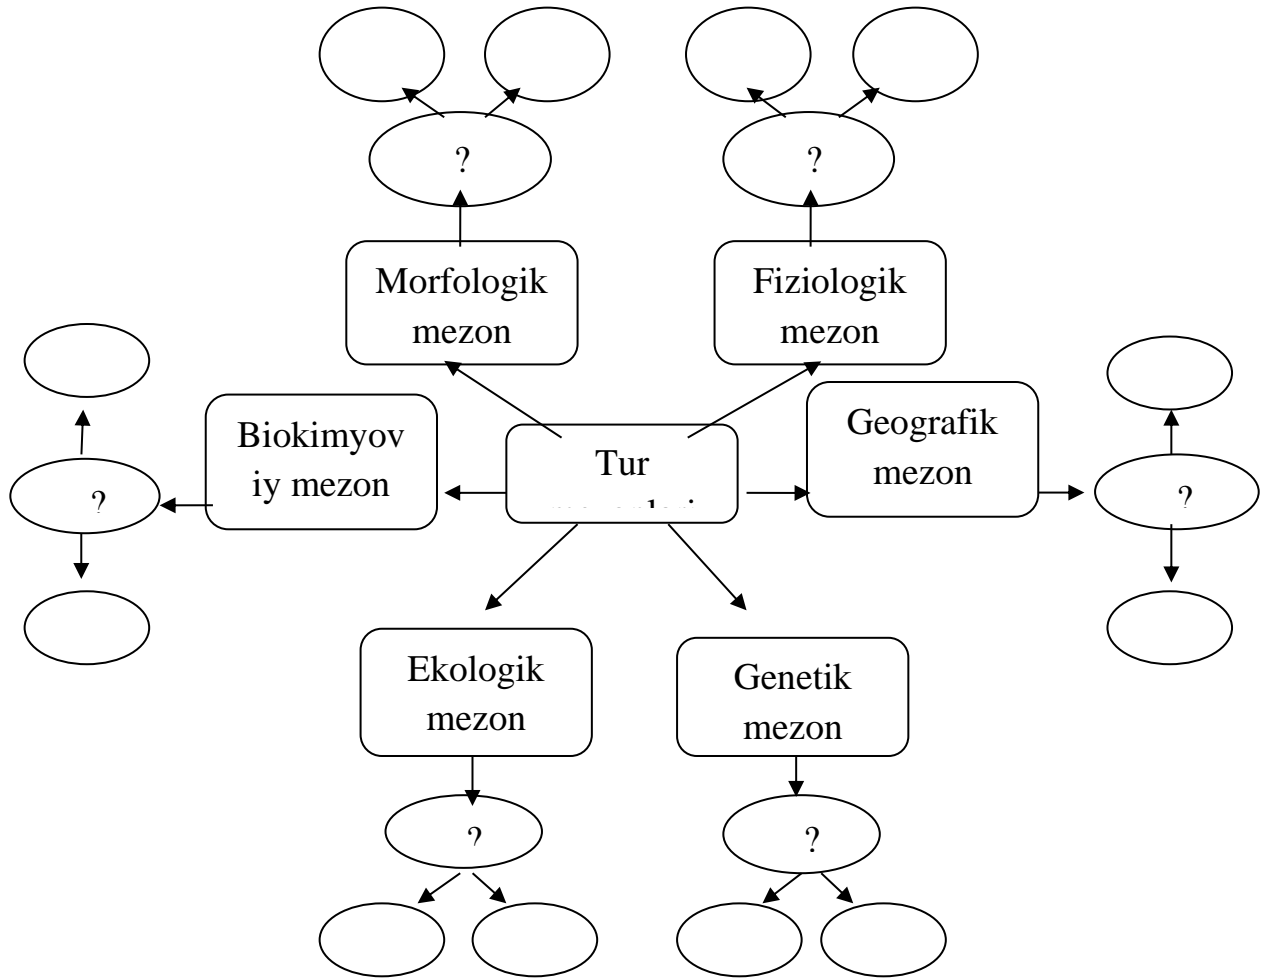 ?
?
Morfologik
mezon
Fiziologik
mezon
Biokimyov
iy mezon
Tur
Geografik
mezon
?
?
Ekologik
mezon
Genetik
mezon
?
?